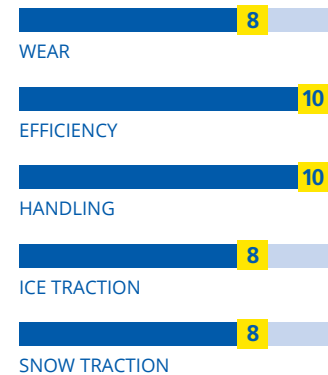 8
WEAR
10
EFFICIENCY
10
HANDLING
8
ICE TRACTION
8
SNOW TRACTION